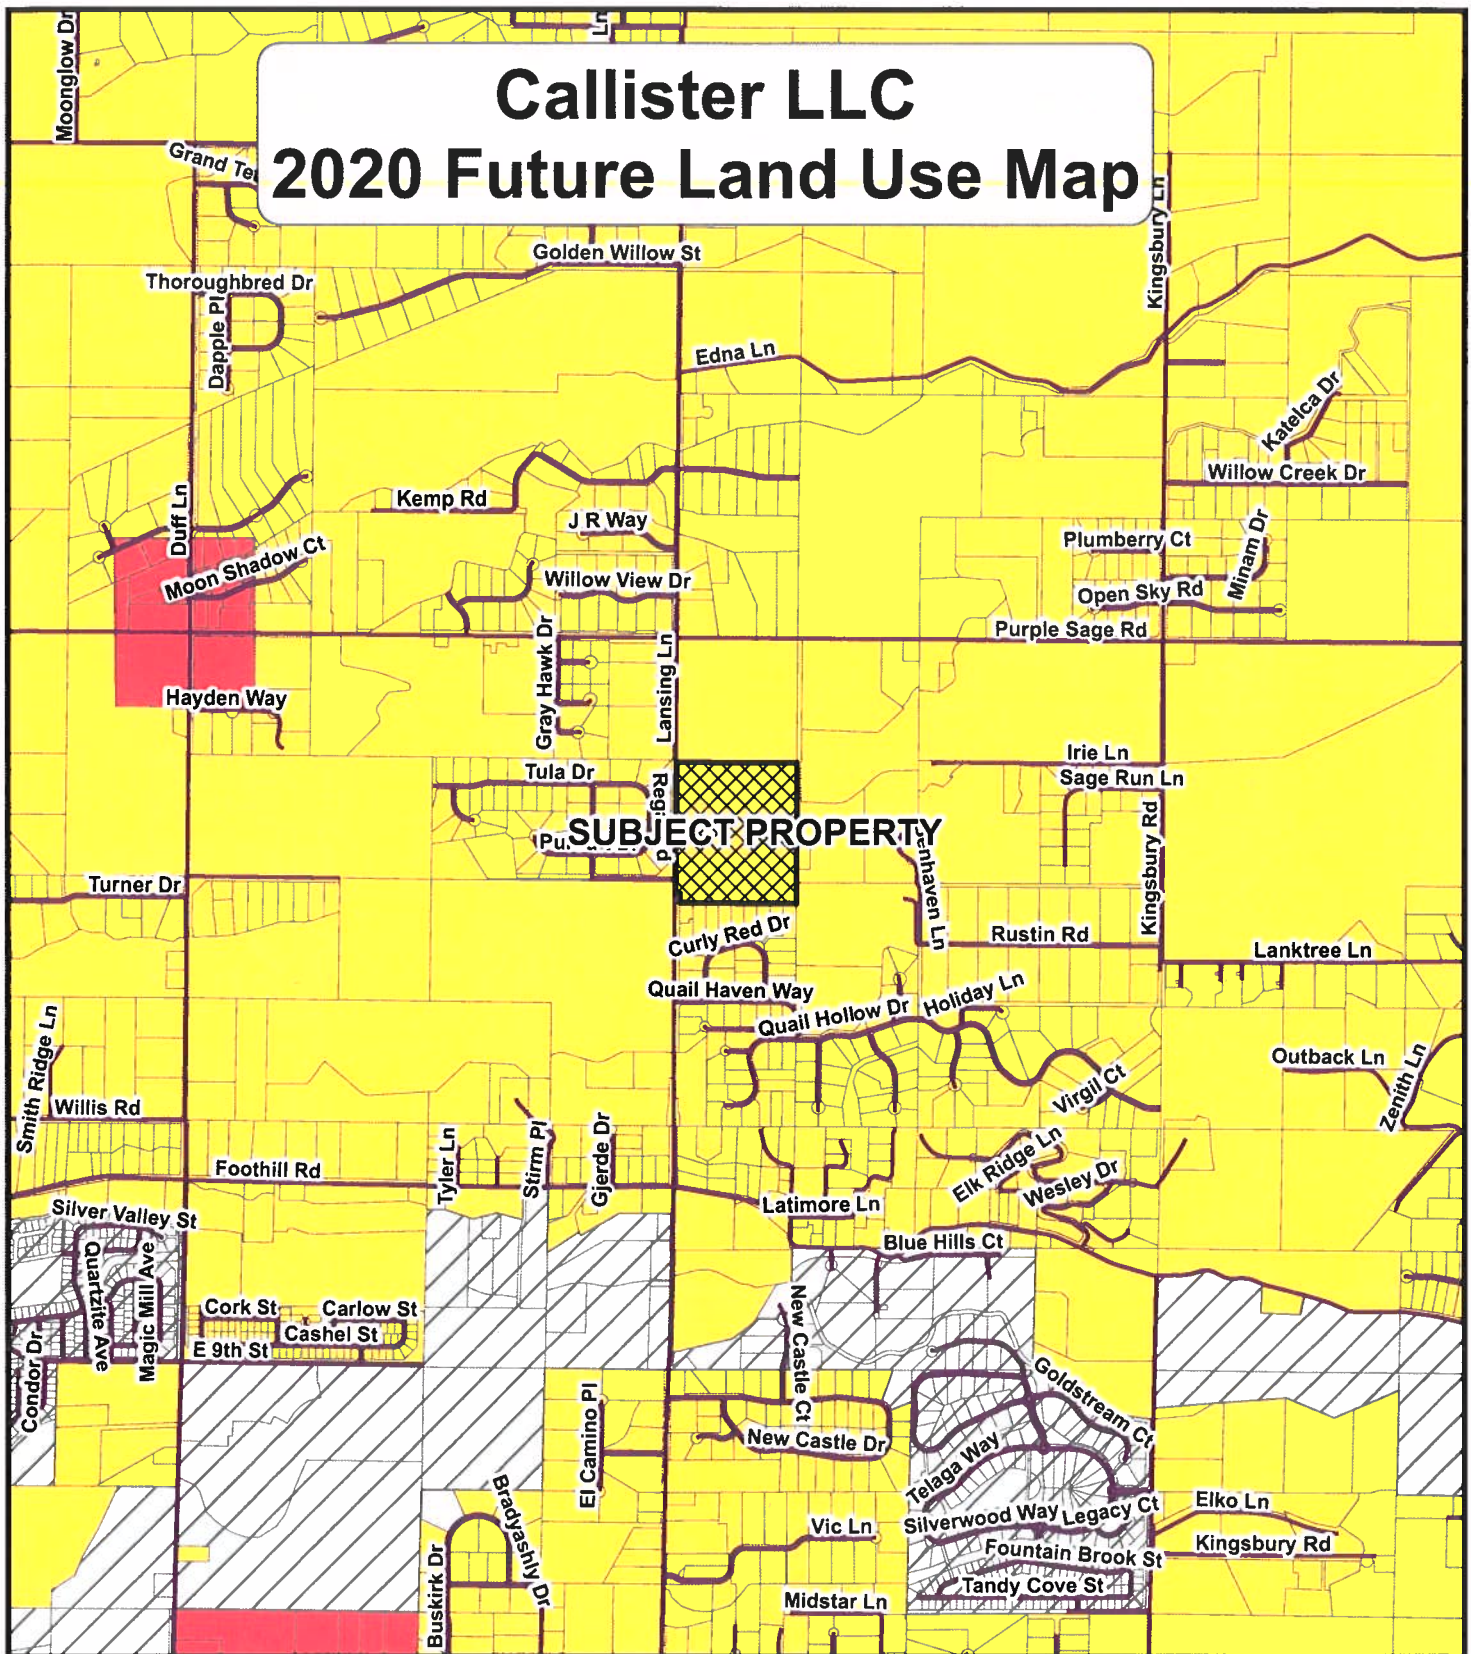 Moonglow Dr
Ln
Callister LLC
2020 Future Land Use Map
Grand Te
Kingsbury Ln
Golden Willow St
Thoroughbred Dr
Dapple Pl
Edna Ln
Katelca Dr
Willow Creek Dr
Kemp Rd
Duff Ln
J R Way
Plumberry Ct
Minam Dr
Moon Shadow Ct
Willow View Dr
Open Sky Rd
Purple Sage Rd
Gray Hawk Dr
Lansing Ln
Hayden Way
Irie Ln
Tula Dr
Sage Run Ln
Kingsbury Rd
SUBJECT PROPERTY
Turner Dr
enhaven Ln
Curly Red Dr
Rustin Rd
Lanktree Ln
Quail Haven Way
Quail Hollow Dr
Holiday Ln
Smith Ridge Ln
Outback Ln
Zenith Ln
Virgil Ct
Willis Rd
Foothill Rd
Tyler Ln
Stirm Pl
Gjerde Dr
Elk Ridge Ln
Wesley Dr
Latimore Ln
Silver Valley St
Blue Hills Ct
Quartzite Ave
Magic Mill Ave
Cork St
Carlow St
Cashel St
E 9th St
Condor Dr
New Castle Ct
Goldstream Ct
El Camino Pl
New Castle Dr
Telaga Way
Bradyashly Dr
Buskirk Dr
Vic Ln
Silverwood Way
Legacy Ct
Elko Ln
Kingsbury Rd
Fountain Brook St
Tandy Cove St
Midstar Ln